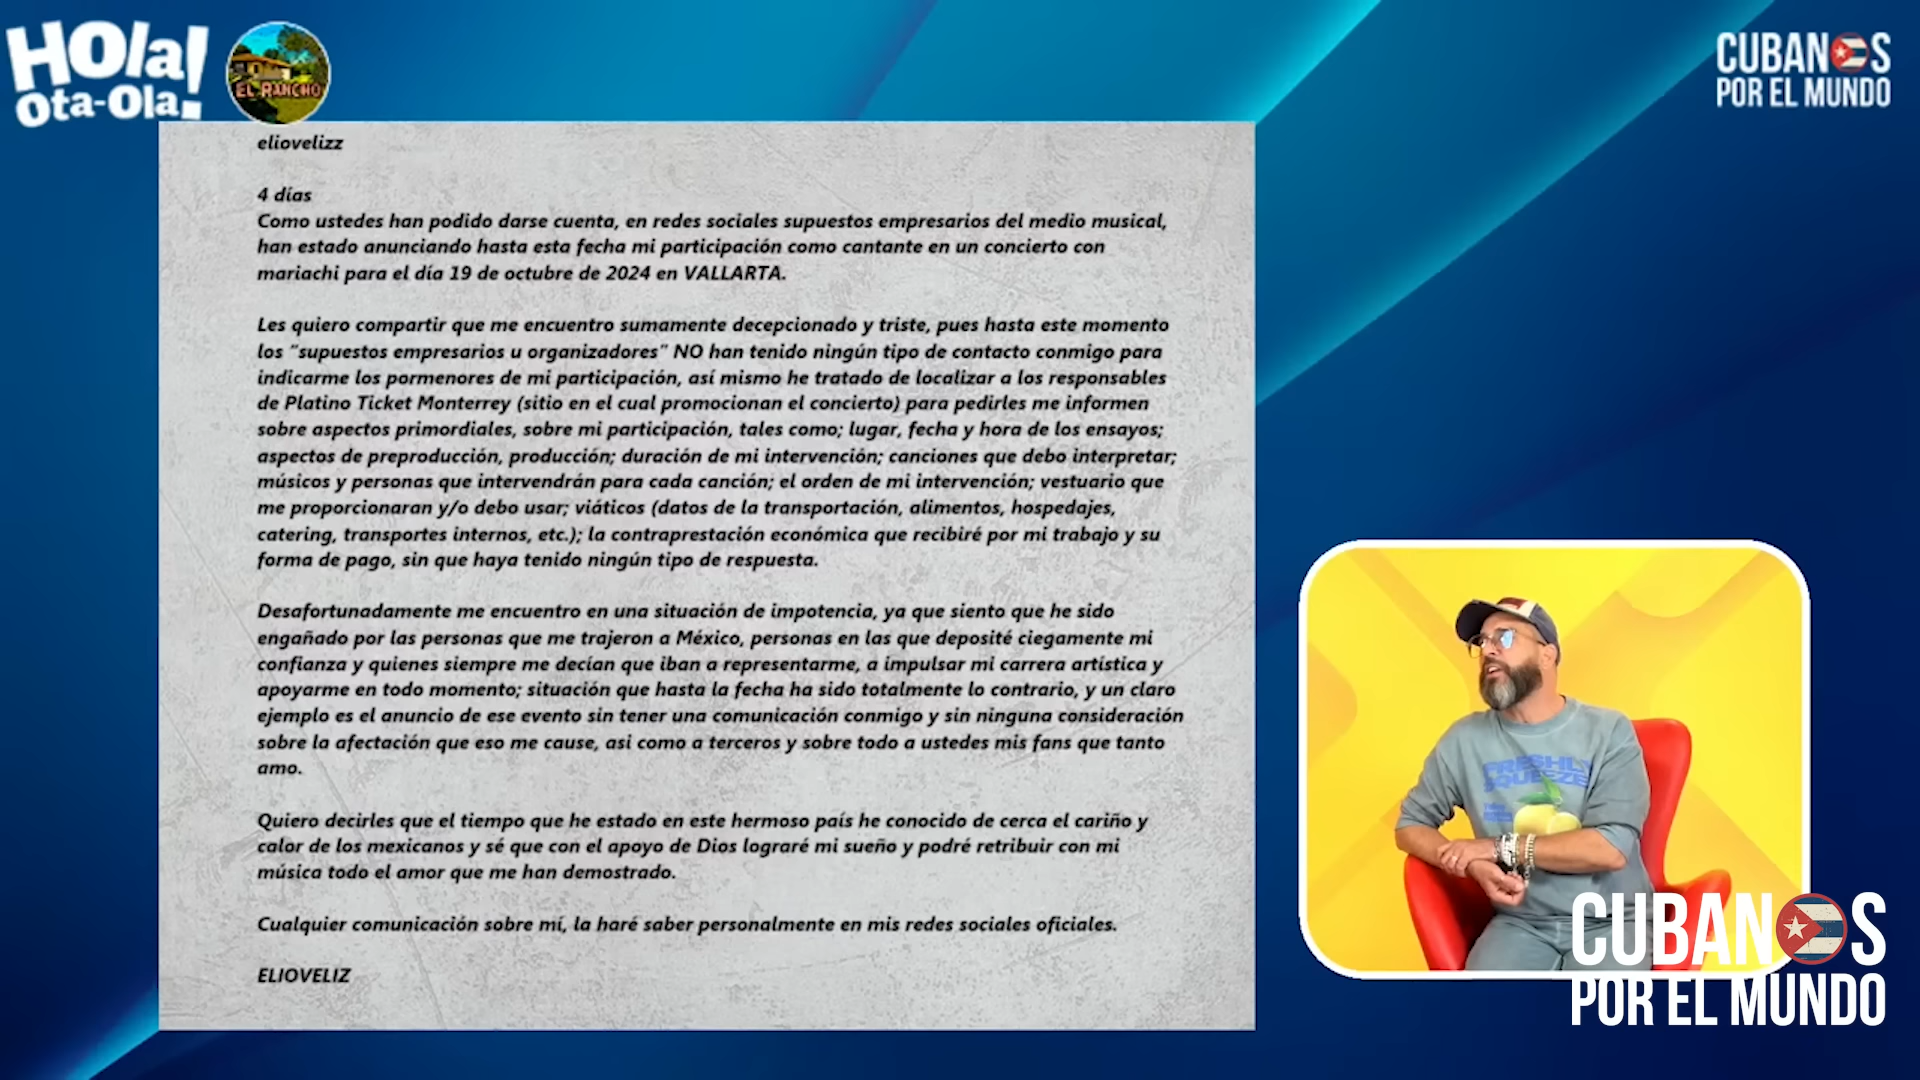 HOla!
Ota-Ola!
EL RANCHO
CUBANOS
POR EL MUNDO
eliovelizz
4 días
Como ustedes han podido darse cuenta, en redes sociales supuestos empresarios del medio musical,
han estado anunciando hasta esta fecha mi participación como cantante en un concierto con
mariachi para el día 19 de octubre de 2024 en VALLARTA.
Les quiero compartir que me encuentro sumamente decepcionado y triste, pues hasta este momento
los "supuestos empresarios u organizadores" NO han tenido ningún tipo de contacto conmigo para
indicarme los pormenores de mi participación, así mismo he tratado de localizar a los responsables
de Platino Ticket Monterrey (sitio en el cual promocionan el concierto) para pedirles me informen
sobre aspectos primordiales, sobre mi participación, tales como; lugar, fecha y hora de los ensayos;
aspectos de preproducción, producción; duración de mi intervención; canciones que debo interpretar;
músicos y personas que intervendrán para cada canción; el orden de mi intervención; vestuario que
me proporcionaran y/o debo usar; viáticos (datos de la transportación, alimentos, hospedajes,
catering, transportes internos, etc.); la contraprestación económica que recibiré por mi trabajo y su
forma de pago, sin que haya tenido ningún tipo de respuesta.
Desafortunadamente me encuentro en una situación de impotencia, ya que siento que he sido
engañado por las personas que me trajeron a México, personas en las que deposité ciegamente mi
confianza y quienes siempre me decían que iban a representarme, a impulsar mi carrera artística y
apoyarme en todo momento; situación que hasta la fecha ha sido totalmente lo contrario, y un claro
ejemplo es el anuncio de ese evento sin tener una comunicación conmigo y sin ninguna consideración
sobre la afectación que eso me cause, asi como a terceros y sobre todo a ustedes mis fans que tanto
amo.
Quiero decirles que el tiempo que he estado en este hermoso país he conocido de cerca el cariño y
calor de los mexicanos y sé que con el apoyo de Dios lograré mi sueño y podré retribuir con mi
música todo el amor que me han demostrado.
Cualquier comunicación sobre mí, la haré saber personalmente en mis redes sociales oficiales.
ELIOVELIZ
FRESHLY
SQUEEZE
CUBANOS
POR EL MUNDO